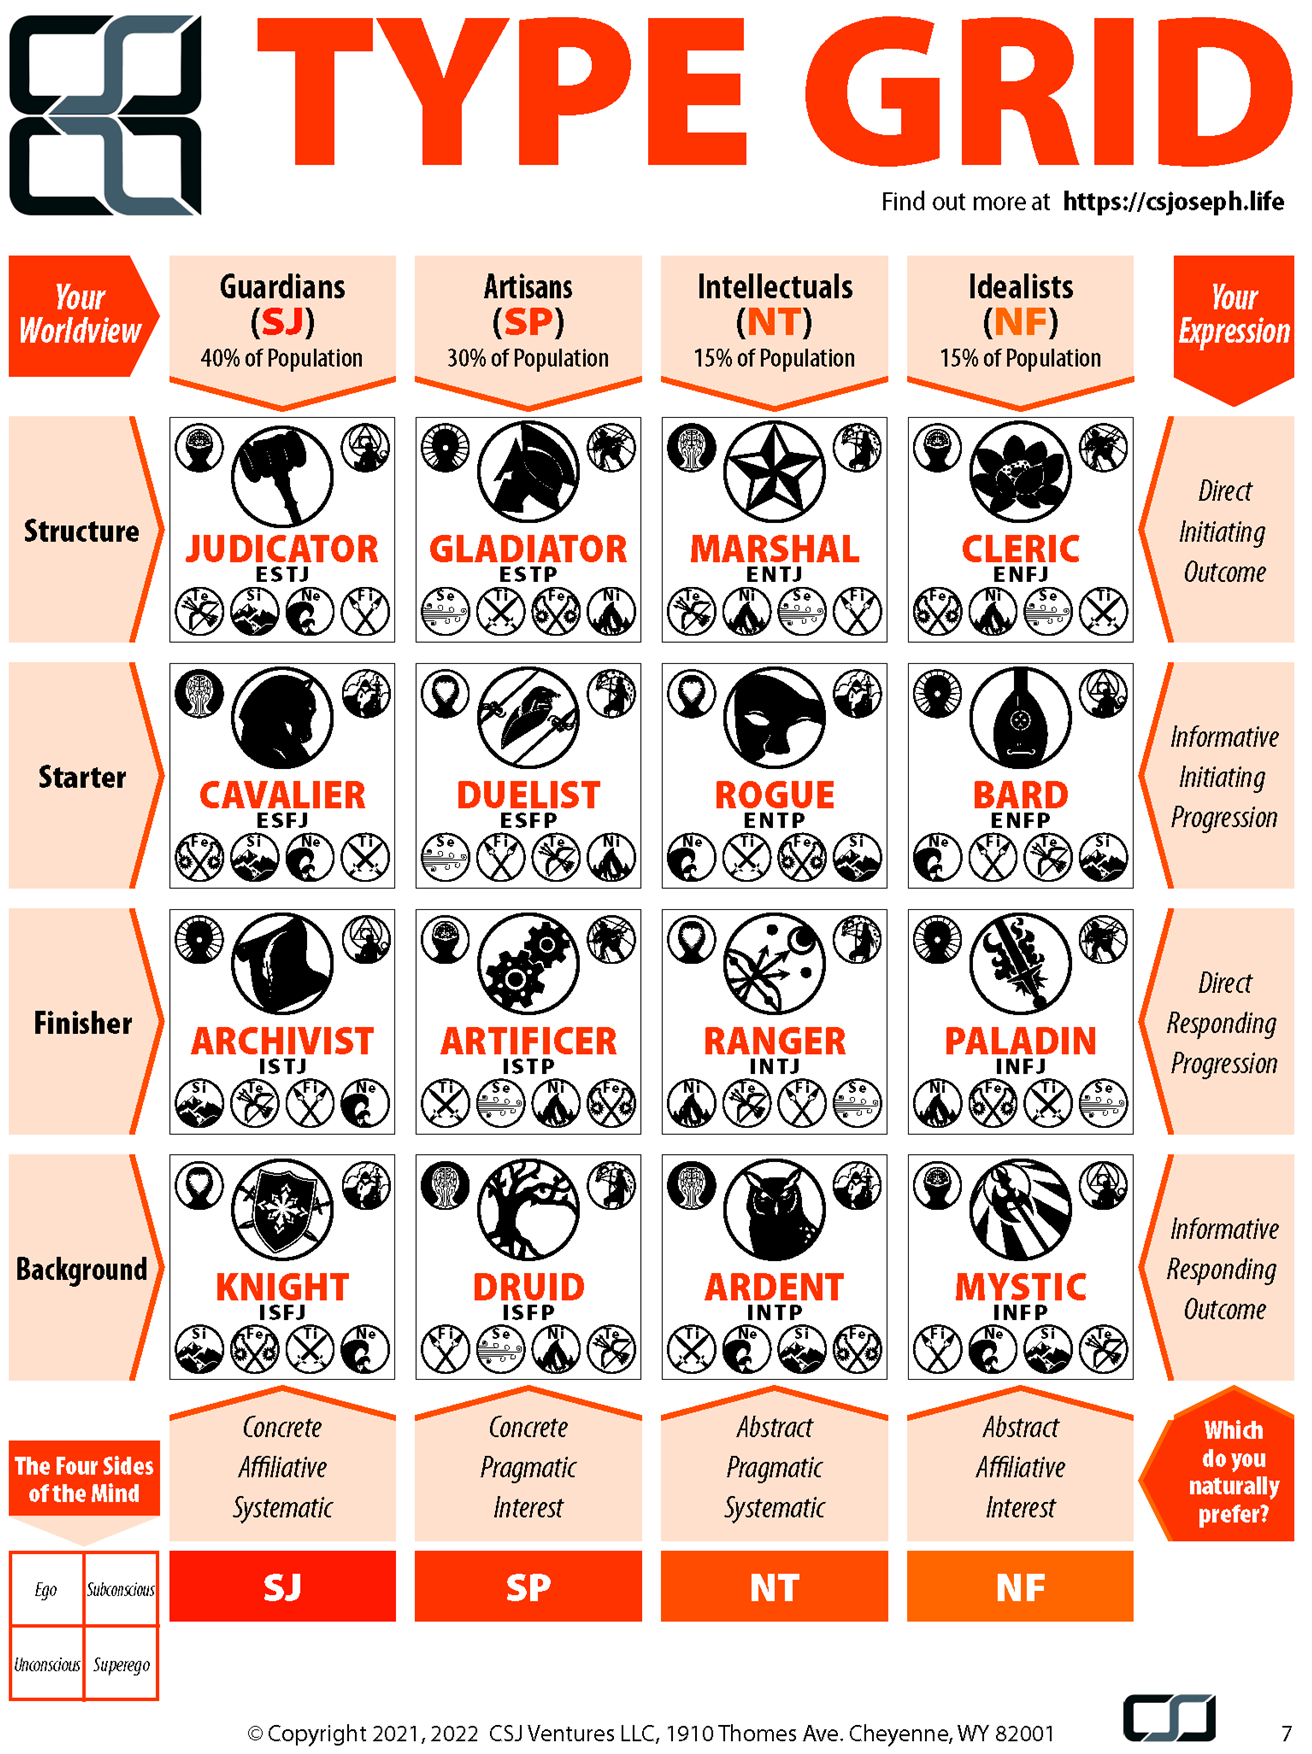 TYPE GRID
Find out more at https://csjoseph.life
Your
Worldview
Guardians
(SJ)
40% of Population
Artisans
(SP)
30% of Population
Intellectuals
(NT)
15% of Population
Idealists
(NF)
15% of Population
Your
Expression
Structure
JUDICATOR
ESTJ
Te Si Ne Fi
GLADIATOR
ESTP
Se Ti Fe Ni
MARSHAL
ENTJ
Te Ni Se Fi
CLERIC
ENFJ
Fe Ni Se Ti
Direct
Initiating
Outcome
Starter
CAVALIER
ESFJ
Fe Si Ne Ti
DUELIST
ESFP
Se Fi Te Ni
ROGUE
ENTP
Ne Ti Fe Si
BARD
ENFP
Ne Fi Te Si
Informative
Initiating
Progression
Finisher
ARCHIVIST
ISTJ
Si Te Fi Ne
ARTIFICER
ISTP
Ti Se Ni Fe
RANGER
INTJ
Ni Te Fi Se
PALADIN
INFJ
Ni Fe Ti Se
Direct
Responding
Progression
Background
KNIGHT
ISFJ
Si Fe Ti Ne
DRUID
ISFP
Fi Se Ni Te
ARDENT
INTP
Ti Ne Si Fe
MYSTIC
INFP
Fi Ne Si Te
Informative
Responding
Outcome
Concrete
Affiliative
Systematic
Concrete
Pragmatic
Interest
Abstract
Pragmatic
Systematic
Abstract
Affiliative
Interest
Which
do you
naturally
prefer?
The Four Sides
of the Mind
Ego Subconscious
Unconscious Superego
SJ
SP
NT
NF
© Copyright 2021, 2022 CSJ Ventures LLC, 1910 Thomes Ave. Cheyenne, WY 82001
7